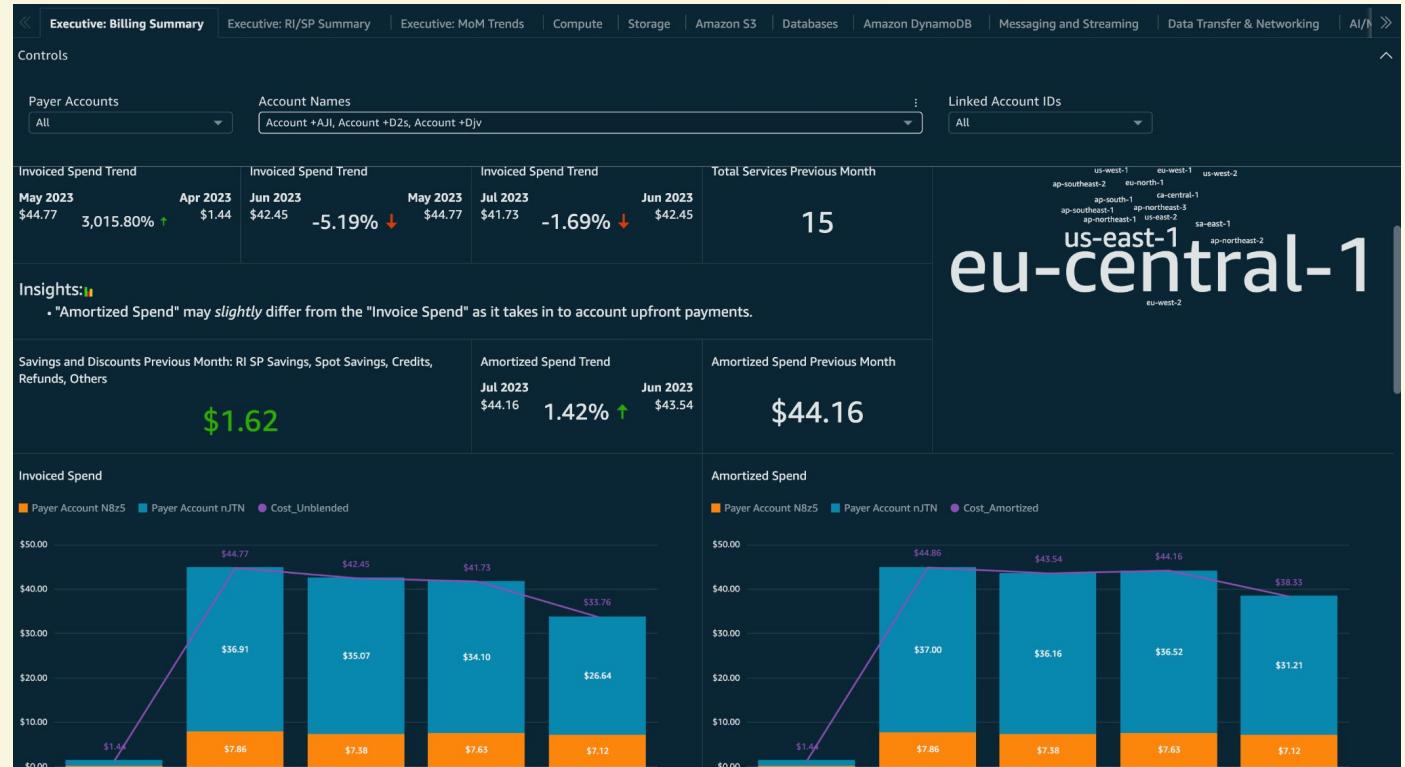 Executive: Billing Summary
Executive: RI/SP Summary
Executive: MoM Trends
Compute
Storage
Amazon S3
Databases
Amazon DynamoDB
Messaging and Streaming
Data Transfer & Networking
Controls
Payer Accounts
All
Account Names
Account +AJI, Account +D2s, Account +Djv
Linked Account IDs
All
Invoiced Spend Trend
May 2023 Apr 2023
$44.77 3,015.80% ↑ $1.44
Invoiced Spend Trend
Jun 2023 May 2023
$42.45 -5.19% ↓ $44.77
Invoiced Spend Trend
Jul 2023 Jun 2023
$41.73 -1.69% ↓ $42.45
Total Services Previous Month
15
us-west-1 eu-west-1 us-west-2
ap-southeast-2 eu-north-1
ap-south-1 ca-central-1
ap-southeast-1 ap-northeast-3
ap-northeast-1 us-east-2 sa-east-1
us-east-1 ap-northeast-2
eu-central-1
eu-west-2
Insights:
• "Amortized Spend" may slightly differ from the "Invoice Spend" as it takes in to account upfront payments.
Savings and Discounts Previous Month: RI SP Savings, Spot Savings, Credits,
Refunds, Others
$1.62
Amortized Spend Trend
Jul 2023 Jun 2023
$44.16 1.42% ↑ $43.54
Amortized Spend Previous Month
$44.16
Invoiced Spend
Payer Account N8z5 Payer Account nJTN Cost_Unblended
$50.00
$40.00
$30.00
$20.00
$10.00
$0.00
$1.44
$44.77
$42.45
$41.73
$33.76
$36.91
$35.07
$34.10
$26.64
$7.86
$7.38
$7.63
$7.12
Amortized Spend
Payer Account N8z5 Payer Account nJTN Cost_Amortized
$50.00
$40.00
$30.00
$20.00
$10.00
$0.00
$1.44
$44.86
$43.54
$44.16
$38.33
$37.00
$36.16
$36.52
$31.21
$7.86
$7.38
$7.63
$7.12